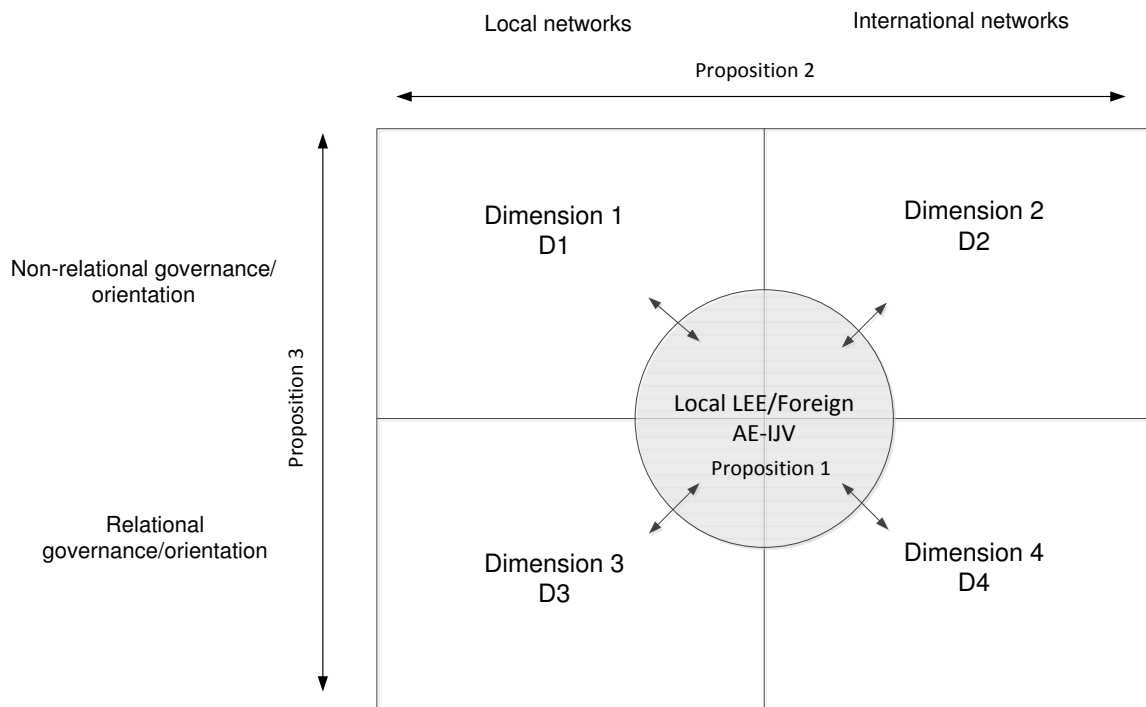 Local networks
International networks
Proposition 2
Dimension 1
D1
Dimension 2
D2
Non-relational governance/
orientation
Proposition 3
Local LEE/Foreign
AE-IJV
Proposition 1
Relational
governance/orientation
Dimension 3
D3
Dimension 4
D4